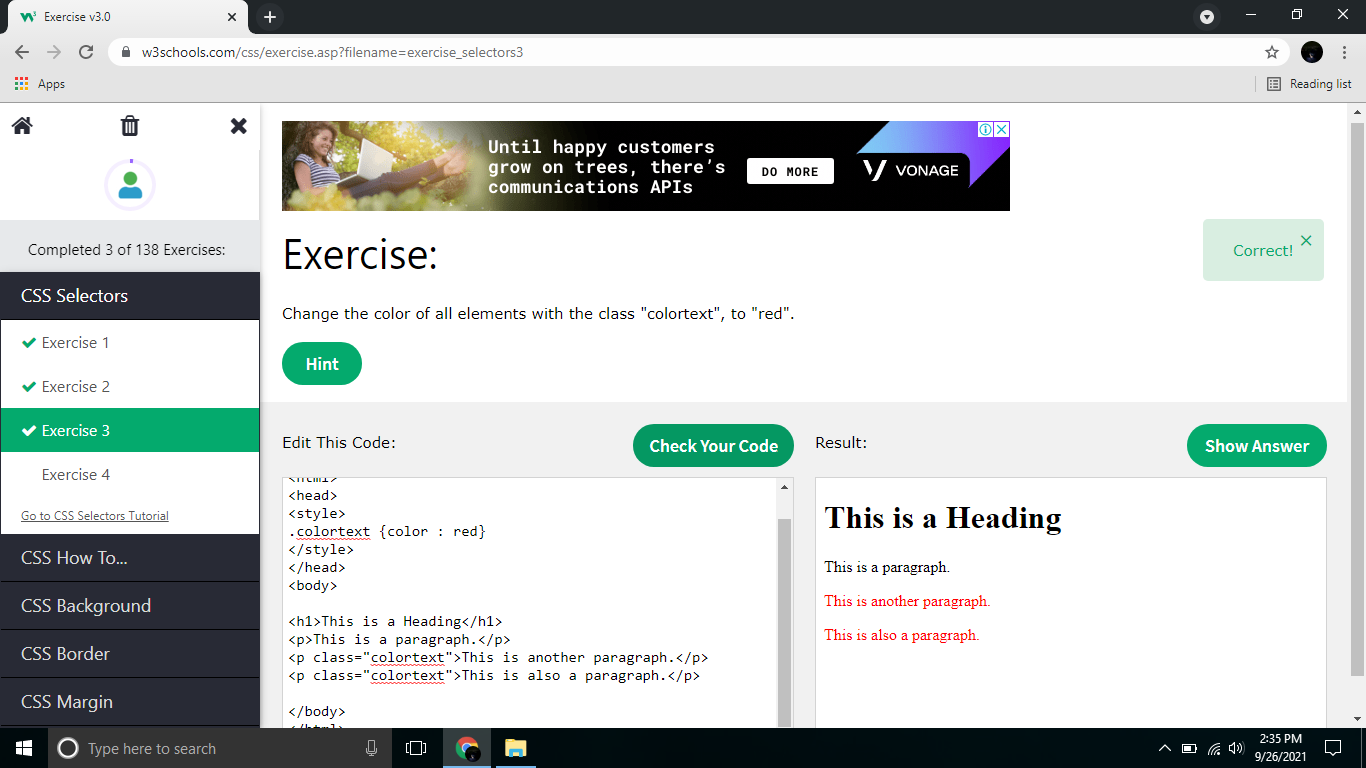 Exercise v3.0
w3schools.com/css/exercise.asp?filename=exercise_selectors3
Apps
Reading list
Completed 3 of 138 Exercises:
CSS Selectors
Exercise 1
Exercise 2
Exercise 3
Exercise 4
Go to CSS Selectors Tutorial
CSS How To...
CSS Background
CSS Border
CSS Margin
Until happy customers
grow on trees, there's
communications APIs
DO MORE
VONAGE
Exercise:
Correct!
Change the color of all elements with the class "colortext", to "red".
Hint
Edit This Code:
Check Your Code
Result:
Show Answer
<html>
<head>
<style>
.colortext {color : red}
</style>
</head>
<body>
<h1>This is a Heading</h1>
<p>This is a paragraph.</p>
<p class="colortext">This is another paragraph.</p>
<p class="colortext">This is also a paragraph.</p>
</body>
</html>
This is a Heading
This is a paragraph.
This is another paragraph.
This is also a paragraph.
Type here to search
2:35 PM
9/26/2021